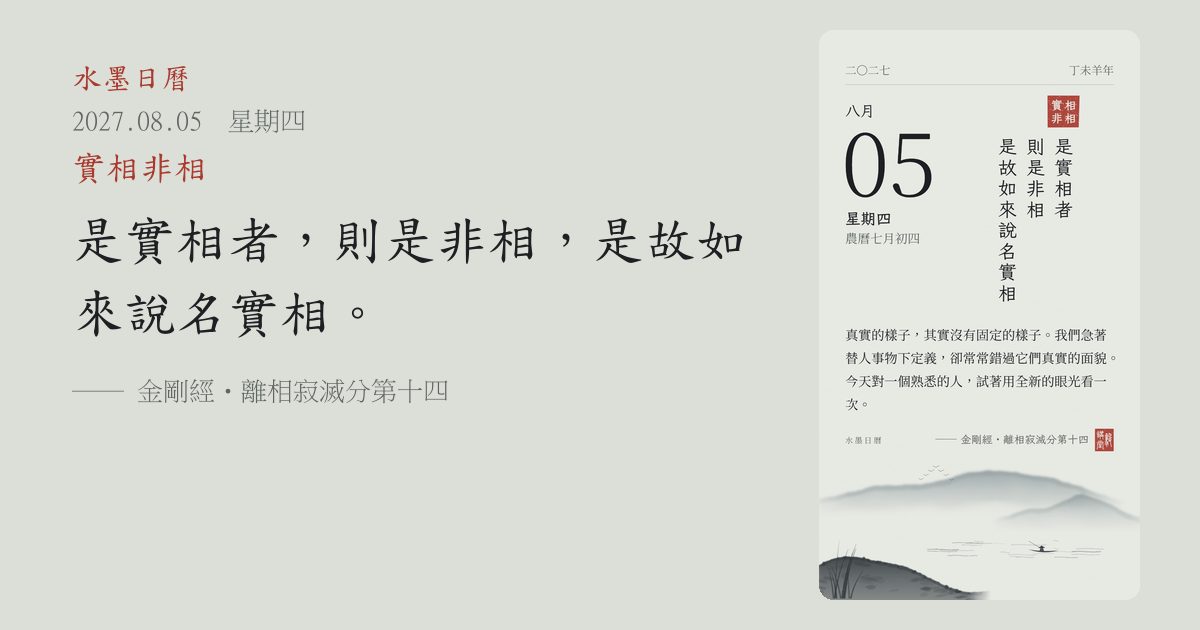 水墨日曆
2027.08.05 星期四
實相非相
是實相者，則是非相，是故如
來說名實相。
—— 金剛經・離相寂滅分第十四
二〇二七
丁未羊年
八月
05
星期四
農曆七月初四
實相
非相
是實相者
則是非相
是故如來說名實相
真實的樣子，其實沒有固定的樣子。我們急著
替人事物下定義，卻常常錯過它們真實的面貌。
今天對一個熟悉的人，試著用全新的眼光看一
次。
水墨日曆
—— 金剛經・離相寂滅分第十四